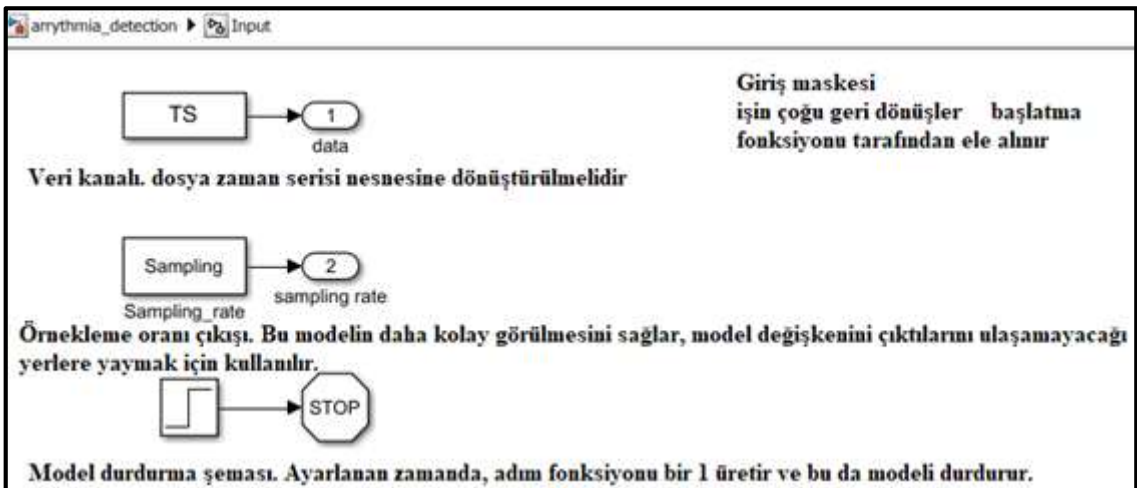 arrythmia_detection Input
Giriş maskesi
işin çoğu geri dönüşler başlatma
fonksiyonu tarafından ele alınır
TS
1
data
Veri kanalı. dosya zaman serisi nesnesine dönüştürülmelidir
Sampling
2
Sampling_rate
sampling rate
Örnekleme oranı çıkışı. Bu modelin daha kolay görülmesini sağlar, model değişkenini çıktılarını ulaşamayacağı
yerlere yaymak için kullanılır.
STOP
Model durdurma şeması. Ayarlanan zamanda, adım fonksiyonu bir 1 üretir ve bu da modeli durdurur.